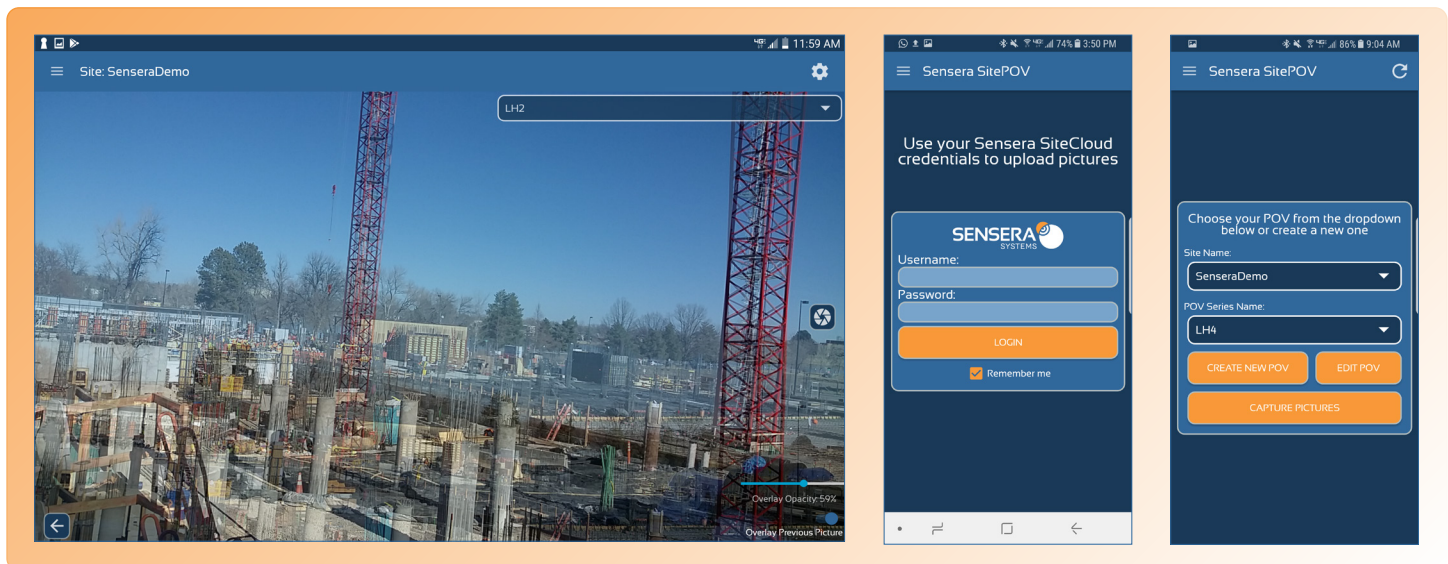 11:59 AM
Site: SenseraDemo
LH2
Overlay Opacity: 59%
Overlay Previous Picture
74% 3:50 PM
Sensera SitePOV
Use your Sensera SiteCloud
credentials to upload pictures
SENSERA
SYSTEMS
Username:
Password:
LOGIN
Remember me
86% 9:04 AM
Sensera SitePOV
Choose your POV from the dropdown
below or create a new one
Site Name:
SenseraDemo
POV Series Name:
LH4
CREATE NEW POV EDIT POV
CAPTURE PICTURES